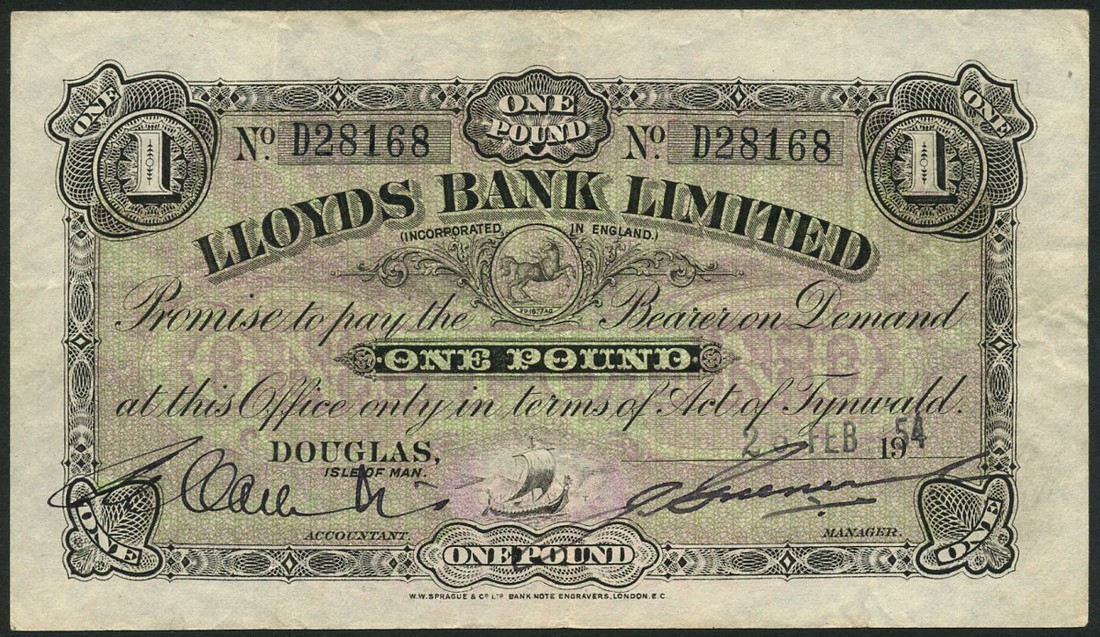 ONE
ONE POUND
ONE
1
1
No. D28168
No. D28168
LLOYDS BANK LIMITED
(INCORPORATED IN ENGLAND.)
Promise to pay the Bearer on Demand
ONE POUND
at this Office only in terms of Act of Tynwald.
DOUGLAS,
FEB 1954
ISLE OF MAN.
ACCOUNTANT.
MANAGER.
ONE
ONE POUND
ONE
W.W. SPRAGUE & CO LTD BANK NOTE ENGRAVERS, LONDON. E.C.